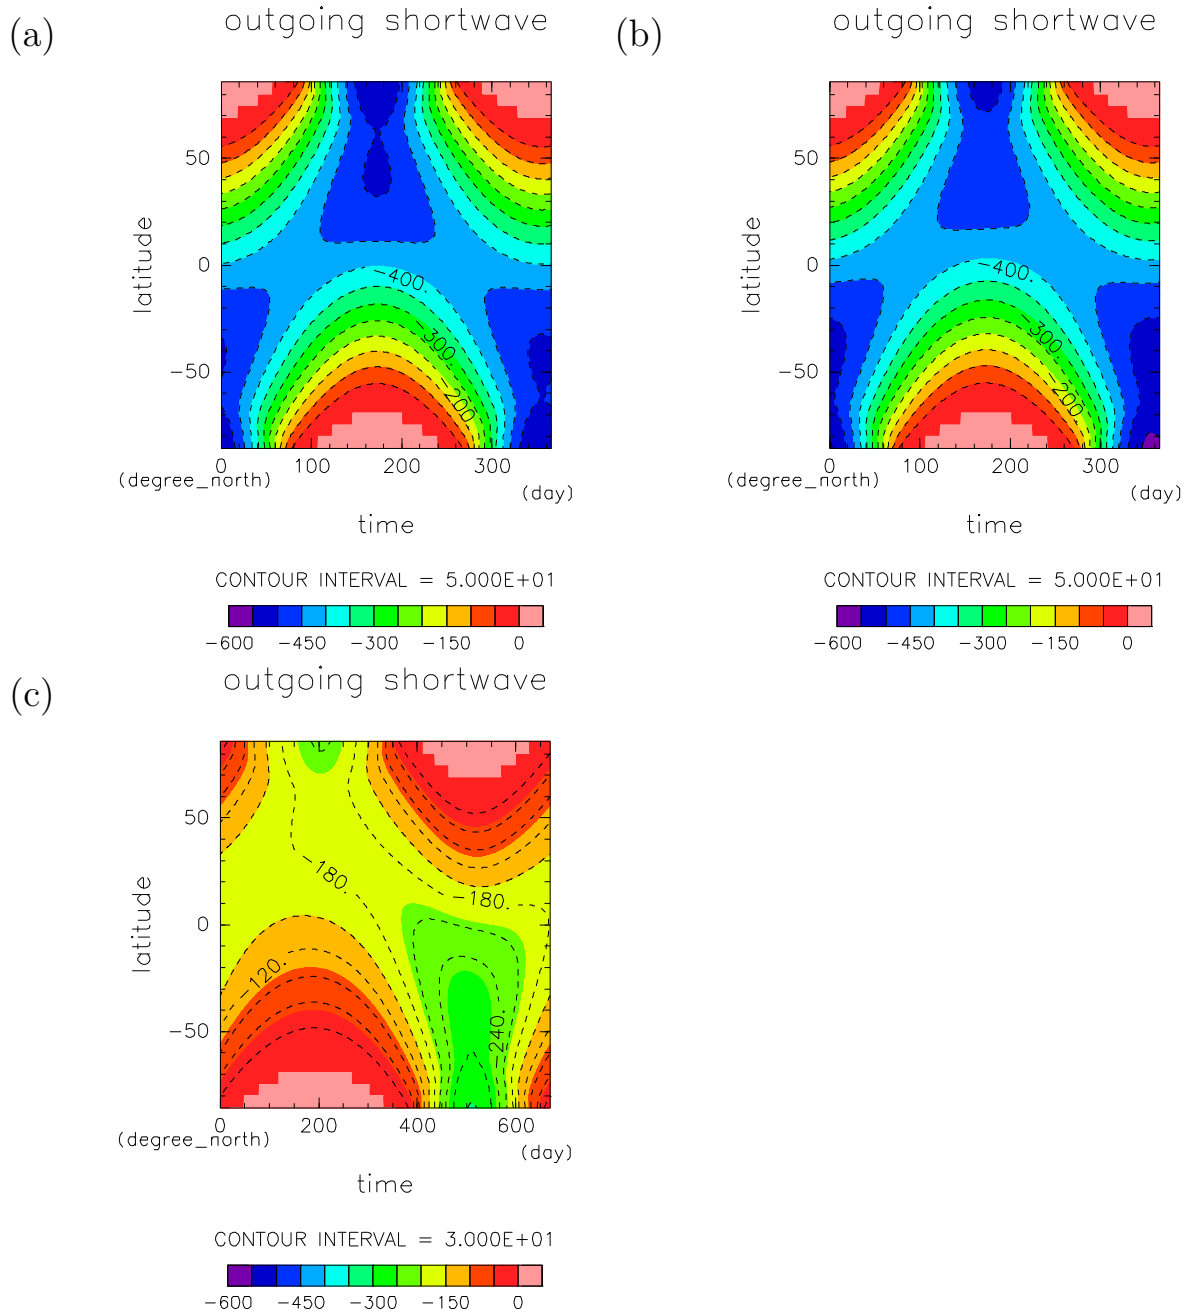 (a)
outgoing shortwave
50
0
−50
latitude
−400.
−300.
−200.
0 100 200 300
(degree_north)
(day)
time
CONTOUR INTERVAL = 5.000E+01
−600 −450 −300 −150 0
(b)
outgoing shortwave
50
0
−50
latitude
−400.
−300.
−200.
0 100 200 300
(degree_north)
(day)
time
CONTOUR INTERVAL = 5.000E+01
−600 −450 −300 −150 0
(c)
outgoing shortwave
50
0
−50
latitude
−180.
−180.
−120.
−240.
0 200 400 600
(degree_north)
(day)
time
CONTOUR INTERVAL = 3.000E+01
−600 −450 −300 −150 0